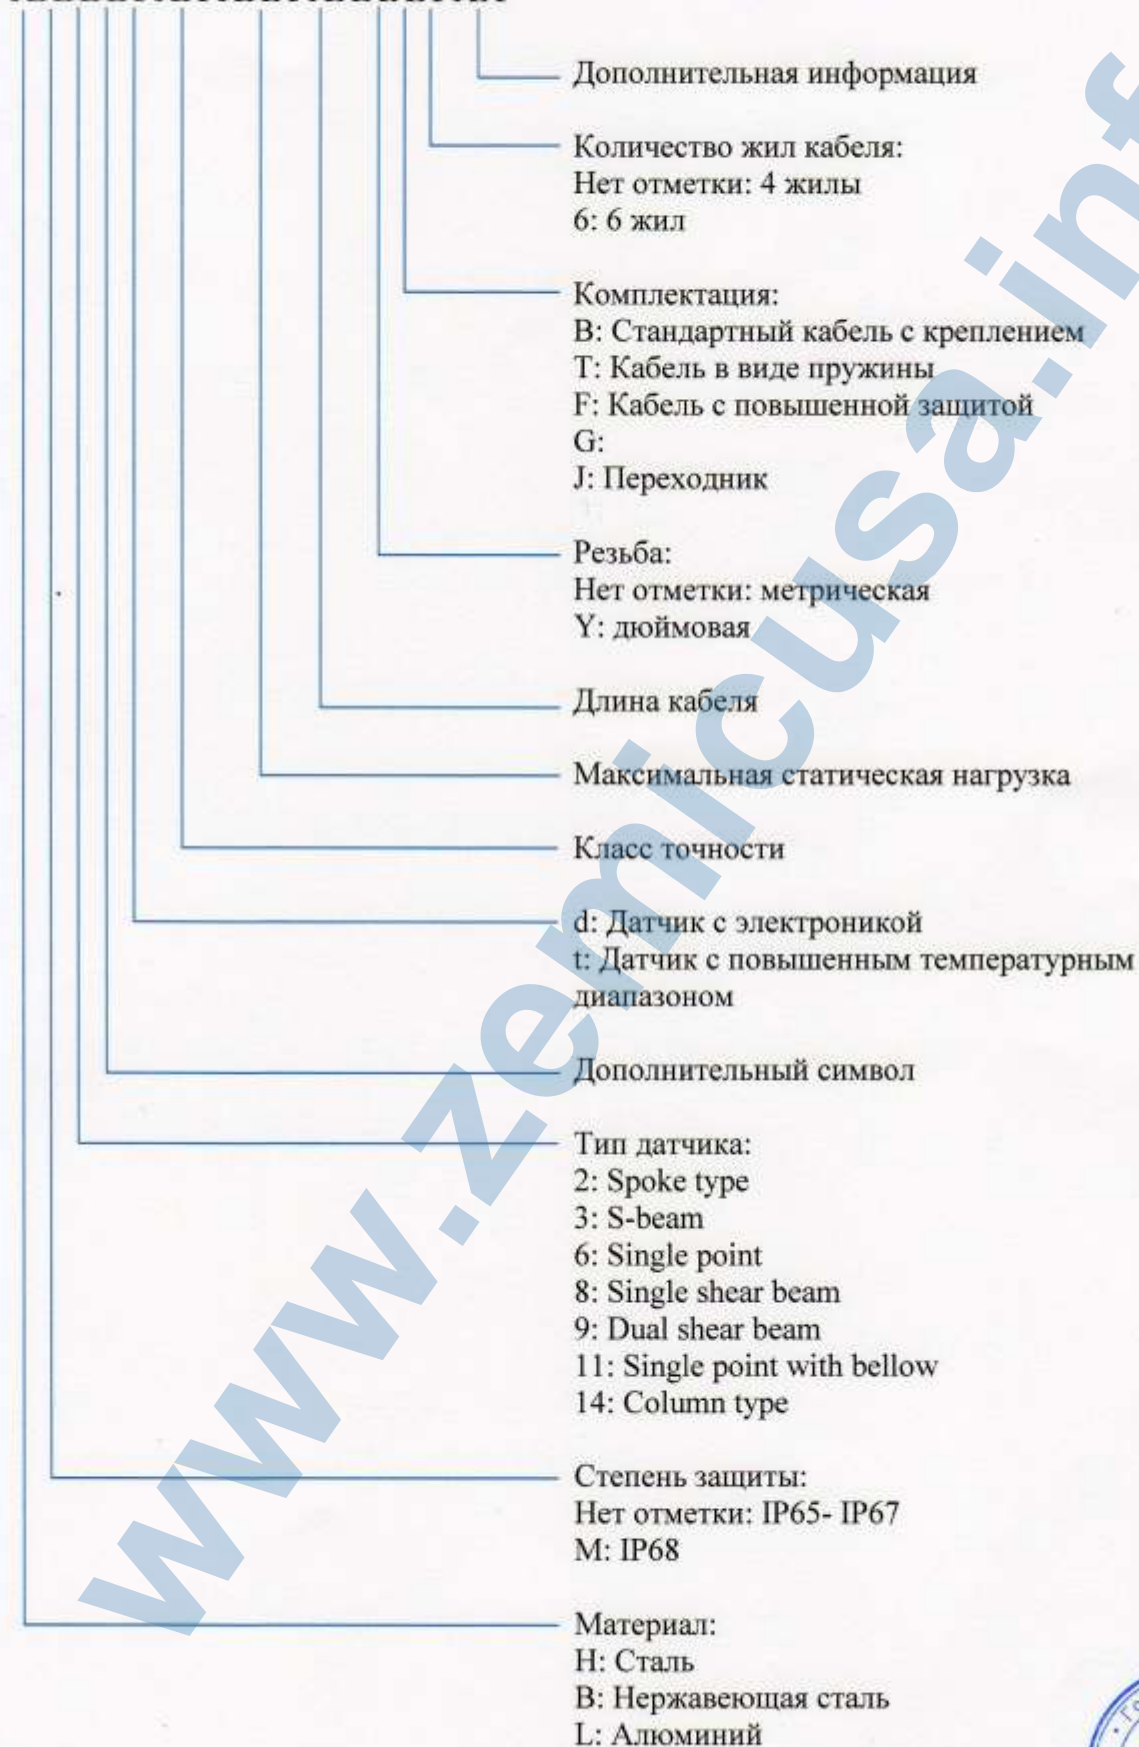 Дополнительная информация
Количество жил кабеля:
Нет отметки: 4 жилы
6: 6 жил
Комплектация:
B: Стандартный кабель с креплением
T: Кабель в виде пружины
F: Кабель с повышенной защитой
G:
J: Переходник
Резьба:
Нет отметки: метрическая
Y: дюймовая
Длина кабеля
Максимальная статическая нагрузка
Класс точности
d: Датчик с электроникой
t: Датчик с повышенным температурным
диапазоном
Дополнительный символ
Тип датчика:
2: Spoke type
3: S-beam
6: Single point
8: Single shear beam
9: Dual shear beam
11: Single point with bellow
14: Column type
Степень защиты:
Нет отметки: IP65- IP67
M: IP68
Материал:
H: Сталь
B: Нержавеющая сталь
L: Алюминий
www.zemicusa.inf